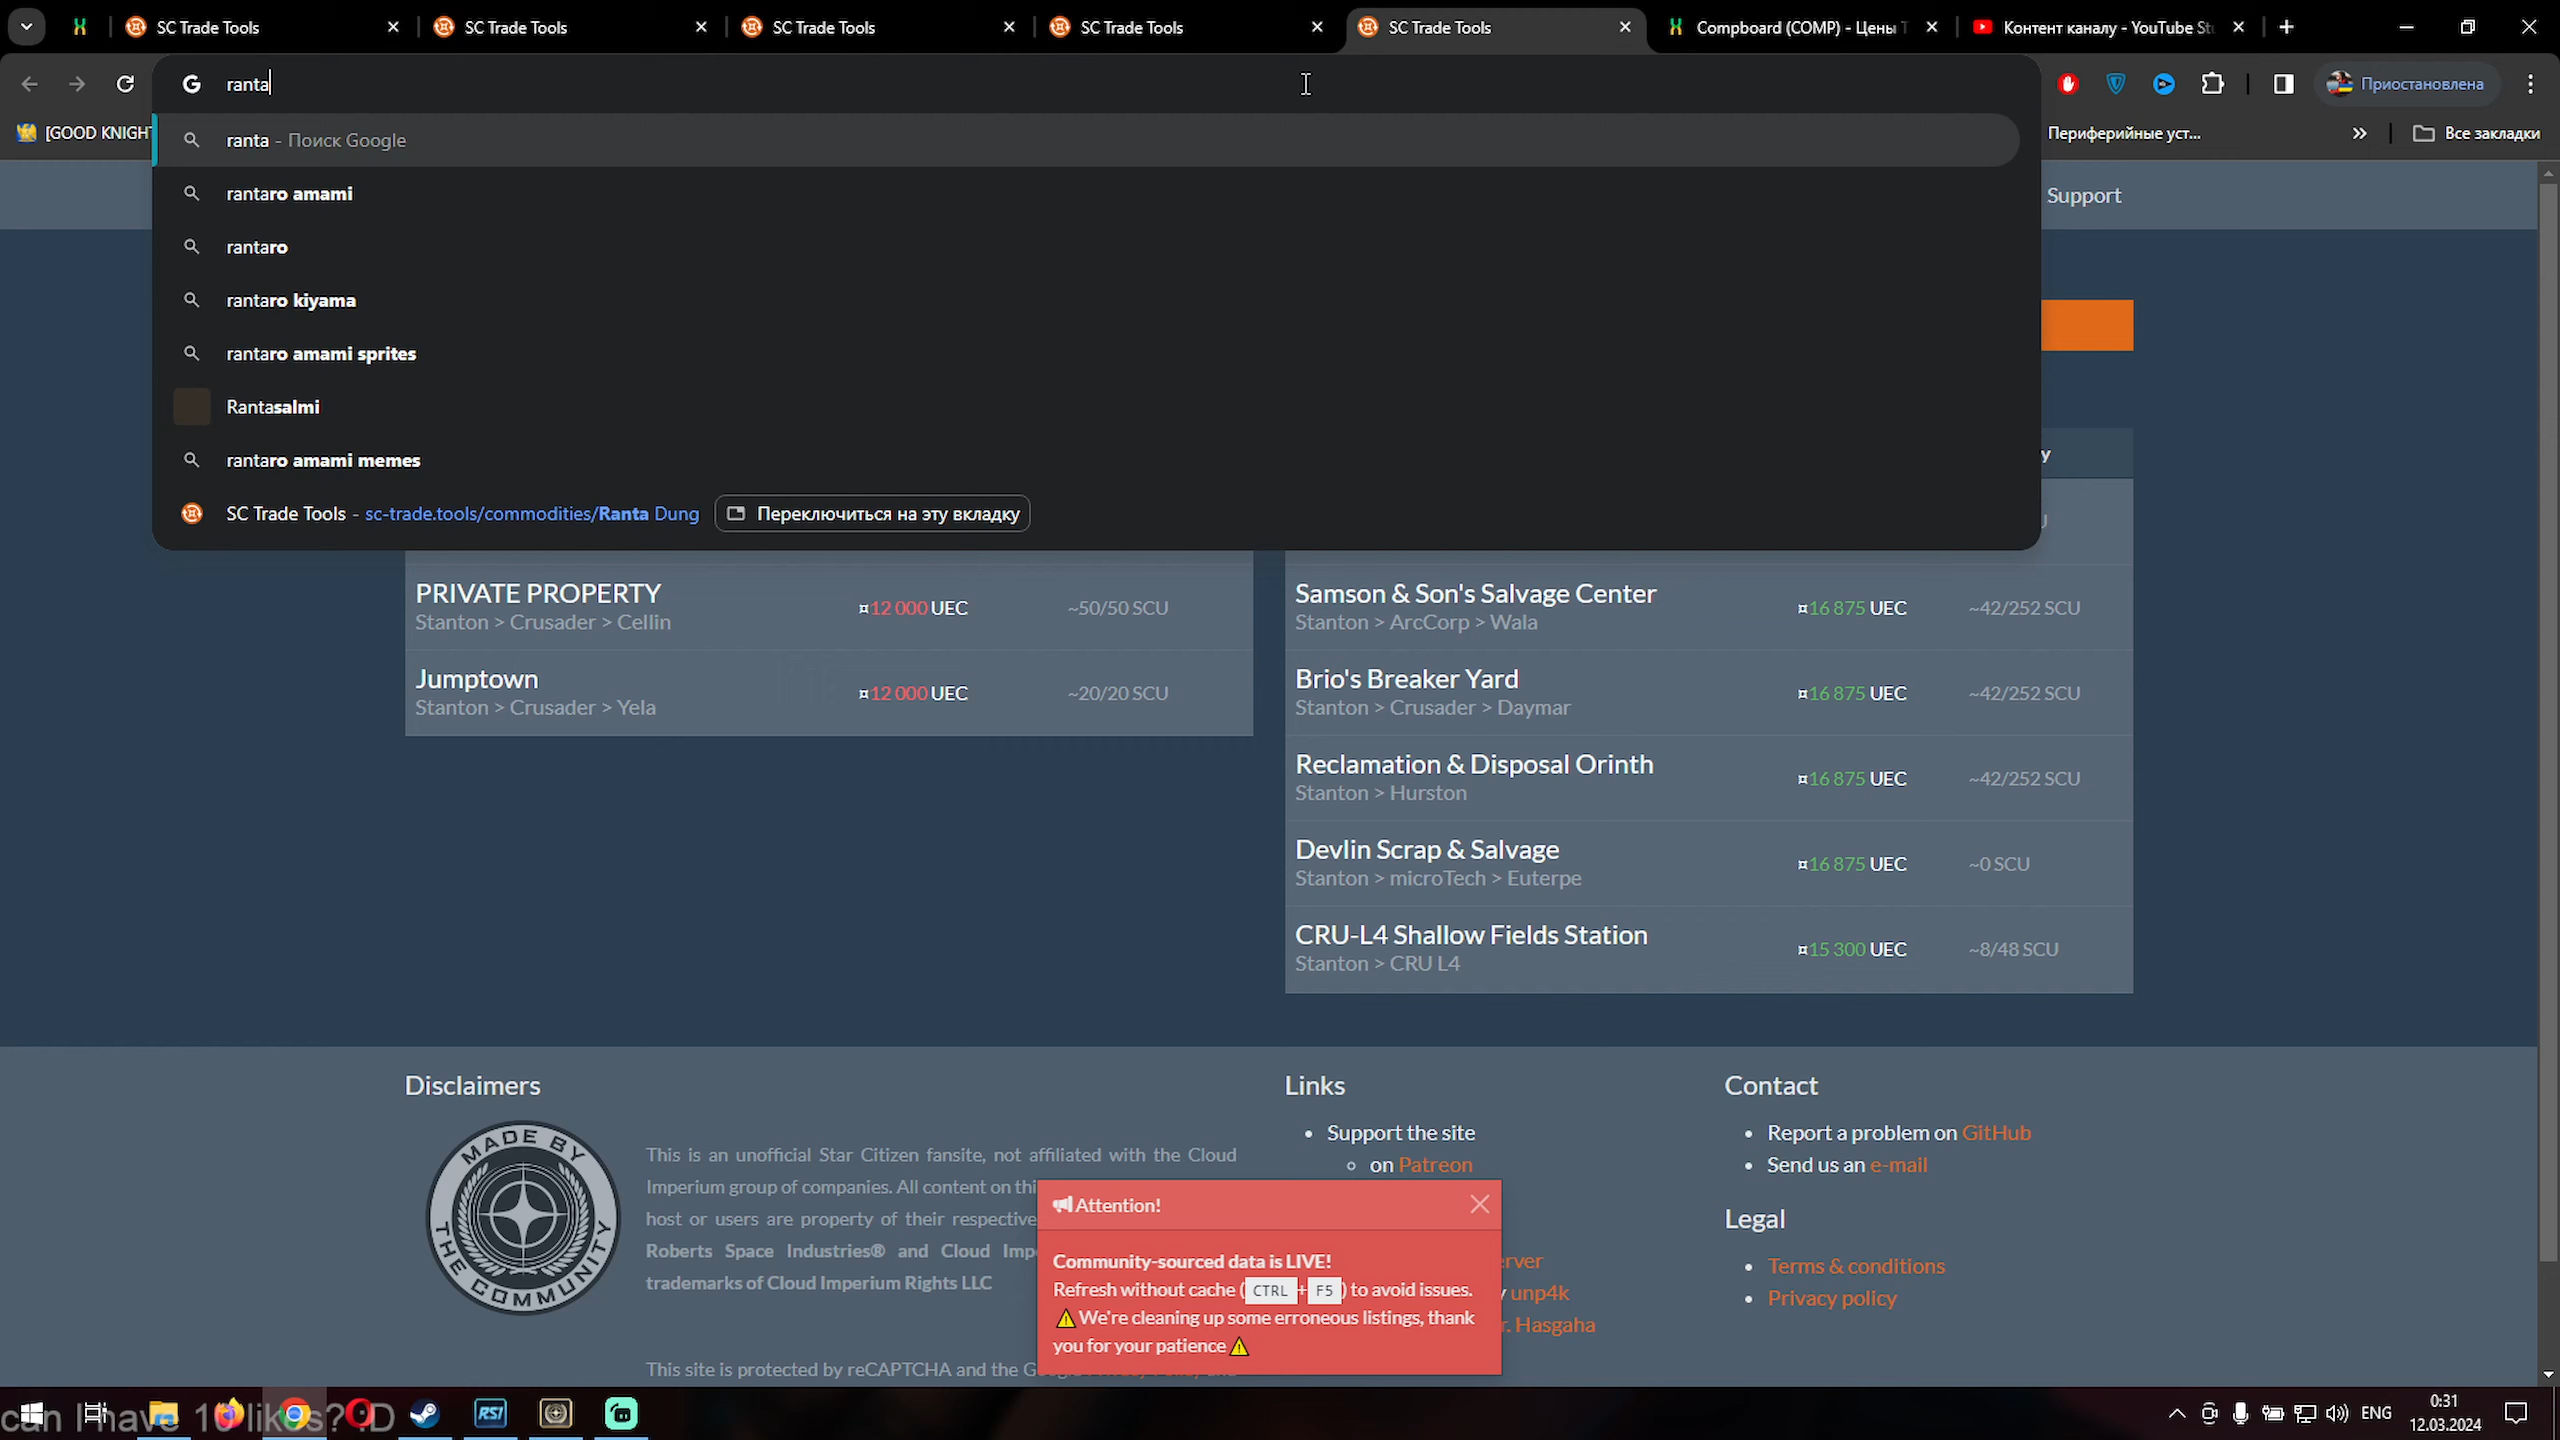 SC Trade Tools
SC Trade Tools
SC Trade Tools
SC Trade Tools
SC Trade Tools
Compboard (COMP) - Цены
Контент каналу - YouTube St
ranta
Приостановлена
[GOOD KNIGHT
Периферийные уст...
Все закладки
ranta - Поиск Google
rantaro amami
rantaro
rantaro kiyama
rantaro amami sprites
Rantasalmi
rantaro amami memes
SC Trade Tools - sc-trade.tools/commodities/Ranta Dung
Переключиться на эту вкладку
Support
y
PRIVATE PROPERTY
Stanton > Crusader > Cellin
¤12 000 UEC
~50/50 SCU
Jumptown
Stanton > Crusader > Yela
¤12 000 UEC
~20/20 SCU
Samson & Son's Salvage Center
Stanton > ArcCorp > Wala
¤16 875 UEC
~42/252 SCU
Brio's Breaker Yard
Stanton > Crusader > Daymar
¤16 875 UEC
~42/252 SCU
Reclamation & Disposal Orinth
Stanton > Hurston
¤16 875 UEC
~42/252 SCU
Devlin Scrap & Salvage
Stanton > microTech > Euterpe
¤16 875 UEC
~0 SCU
CRU-L4 Shallow Fields Station
Stanton > CRU L4
¤15 300 UEC
~8/48 SCU
Disclaimers
MADE BY
THE COMMUNITY
This is an unofficial Star Citizen fansite, not affiliated with the Cloud
Imperium group of companies. All content on thi
host or users are property of their respective
Roberts Space Industries® and Cloud Impe
trademarks of Cloud Imperium Rights LLC
This site is protected by reCAPTCHA and the G
Links
Support the site
on Patreon
erver
y unp4k
r. Hasgaha
Contact
Report a problem on GitHub
Send us an e-mail
Legal
Terms & conditions
Privacy policy
Attention!
Community-sourced data is LIVE!
Refresh without cache (CTRL + F5) to avoid issues.
We're cleaning up some erroneous listings, thank
you for your patience
can I have 10 likes? :D
RSI
ENG
0:31
12.03.2024